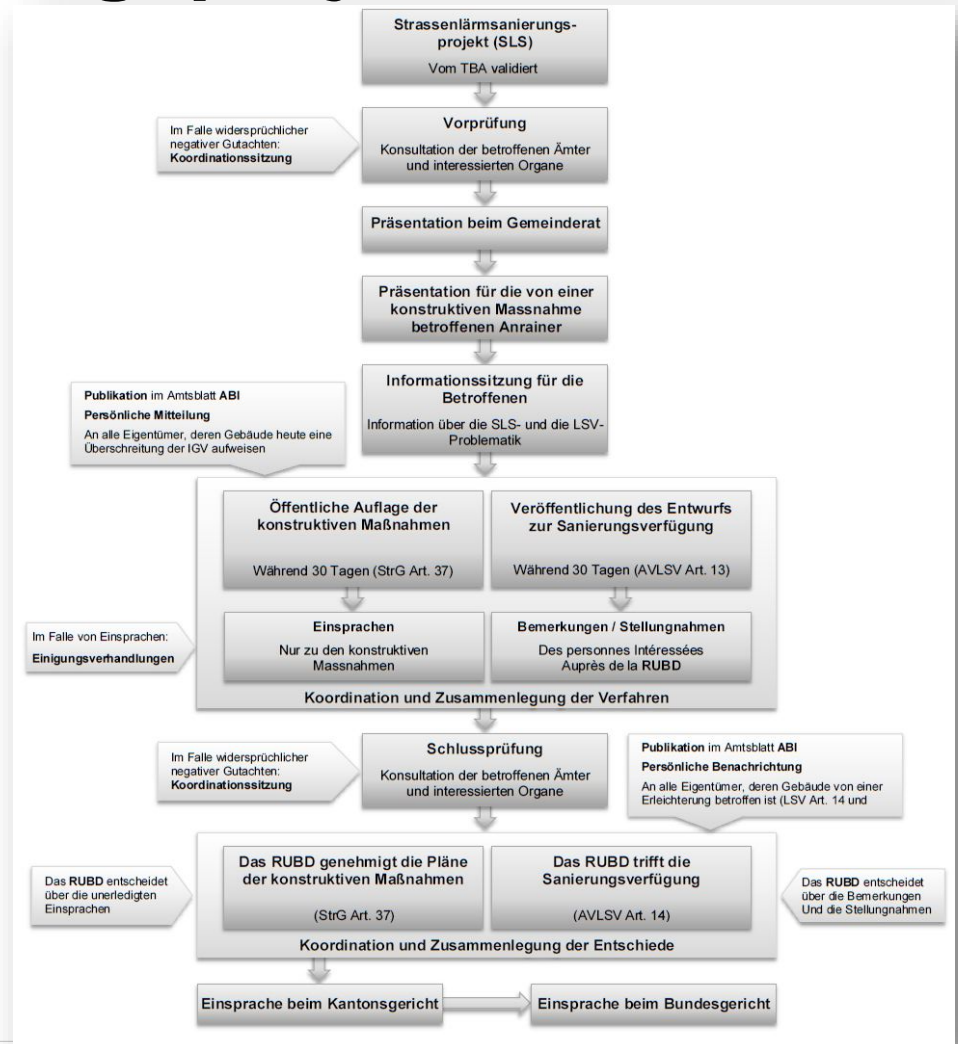 Strassenlärmsanierungs-
projekt (SLS)
Vom TBA validiert
Im Falle widersprüchlicher
negativer Gutachten:
Koordinationssitzung
Vorprüfung
Konsultation der betroffenen Ämter
und interessierten Organe
Präsentation beim Gemeinderat
Präsentation für die von einer
konstruktiven Massnahme
betroffenen Anrainer
Informationssitzung für die
Betroffenen
Information über die SLS- und die LSV-
Problematik
Publikation im Amtsblatt ABl
Persönliche Mitteilung
An alle Eigentümer, deren Gebäude heute eine
Überschreitung der IGV aufweisen
Öffentliche Auflage der
konstruktiven Maßnahmen
Während 30 Tagen (StrG Art. 37)
Veröffentlichung des Entwurfs
zur Sanierungsverfügung
Während 30 Tagen (AVLSV Art. 13)
Im Falle von Einsprachen:
Einigungsverhandlungen
Einsprachen
Nur zu den konstruktiven
Massnahmen
Bemerkungen / Stellungnahmen
Des personnes Intéressées
Auprès de la RUBD
Koordination und Zusammenlegung der Verfahren
Im Falle widersprüchlicher
negativer Gutachten:
Koordinationssitzung
Schlussprüfung
Konsultation der betroffenen Ämter
und interessierten Organe
Publikation im Amtsblatt ABl
Persönliche Benachrichtung
An alle Eigentümer, deren Gebäude von einer
Erleichterung betroffen ist (LSV Art. 14 und
Das RUBD entscheidet
über die unerledigten
Einsprachen
Das RUBD genehmigt die Pläne
der konstruktiven Maßnahmen
(StrG Art. 37)
Das RUBD trifft die
Sanierungsverfügung
(AVLSV Art. 14)
Das RUBD entscheidet
über die Bemerkungen
Und die Stellungnahmen
Koordination und Zusammenlegung der Entschiede
Einsprache beim Kantonsgericht
Einsprache beim Bundesgericht